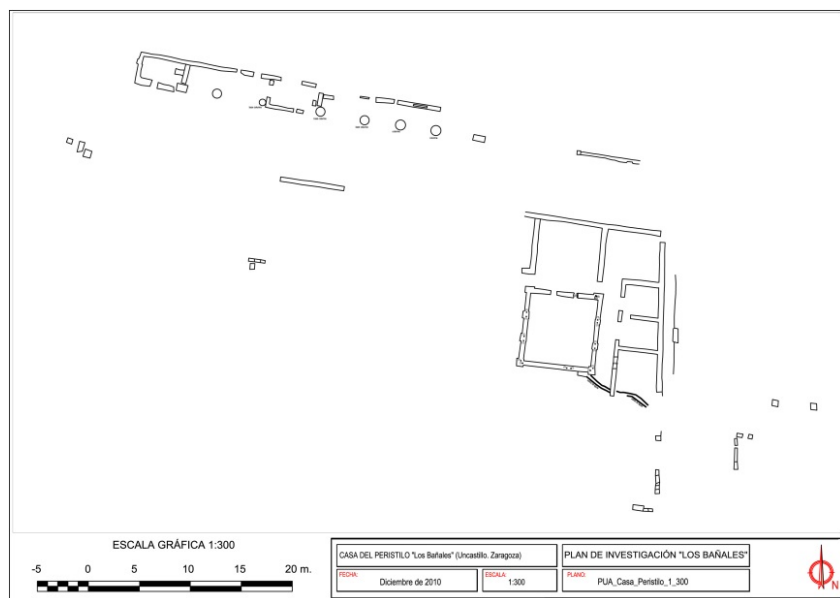 ESCALA GRÁFICA 1:300
-5 0 5 10 15 20 m.
CASA DEL PERISTILO "Los Bañales" (Uncastillo. Zaragoza)
PLAN DE INVESTIGACIÓN "LOS BAÑALES"
FECHA:
Diciembre de 2010
ESCALA:
1:300
PLANO:
PUA_Casa_Peristilo_1_300
N